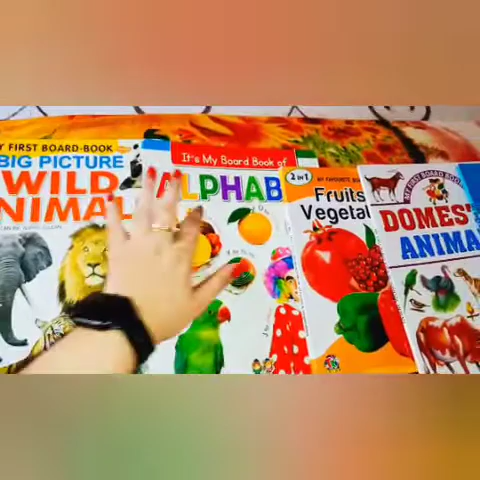 Y FIRST BOARD-BOOK
BIG PICTURE
WILD
NIMAL
It's My Board Book of
ALPHAB
2 in 1
Fruits
Vegetal
MY FIRST BOARD BOOK
DOMES
ANIMA